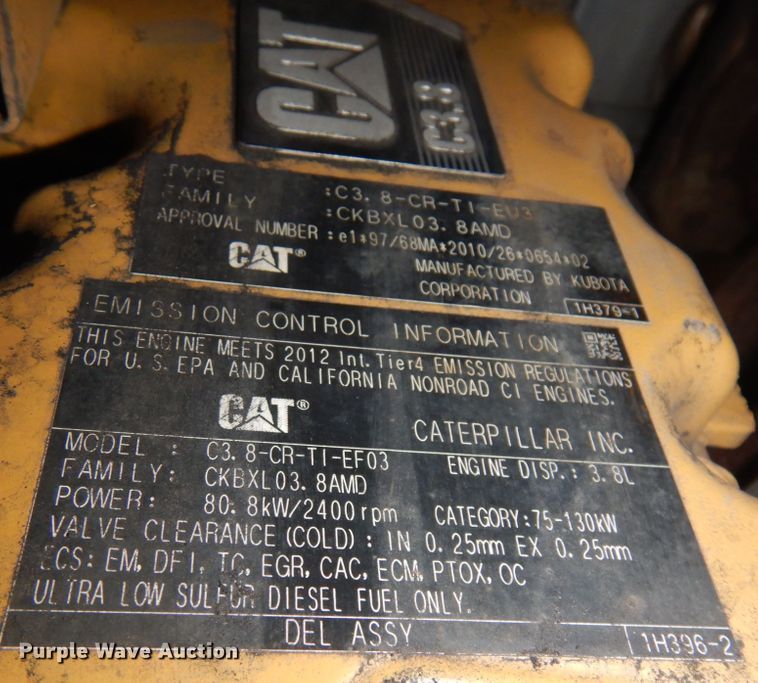 CAT
C3.8
TYPE :C3.8-CR-TI-EU3
FAMILY :CKBXL03.8AMD
APPROVAL NUMBER :e1*97/68MA*2010/26*0654*02
CAT® MANUFACTURED BY KUBOTA
CORPORATION 1H379-1
EMISSION CONTROL INFORMATION
THIS ENGINE MEETS 2012 Int. Tier4 EMISSION REGULATIONS
FOR U.S. EPA AND CALIFORNIA NONROAD CI ENGINES.
CAT® CATERPILLAR INC.
MODEL : C3.8-CR-TI-EF03 ENGINE DISP.: 3.8L
FAMILY: CKBXL03.8AMD
POWER: 80.8kW/2400rpm CATEGORY:75-130kW
VALVE CLEARANCE(COLD): IN 0.25mm EX 0.25mm
ECS: EM, DFI, TC, EGR, CAC, ECM, PTOX, OC
ULTRA LOW SULFUR DIESEL FUEL ONLY.
DEL ASSY 1H396-2
Purple Wave Auction